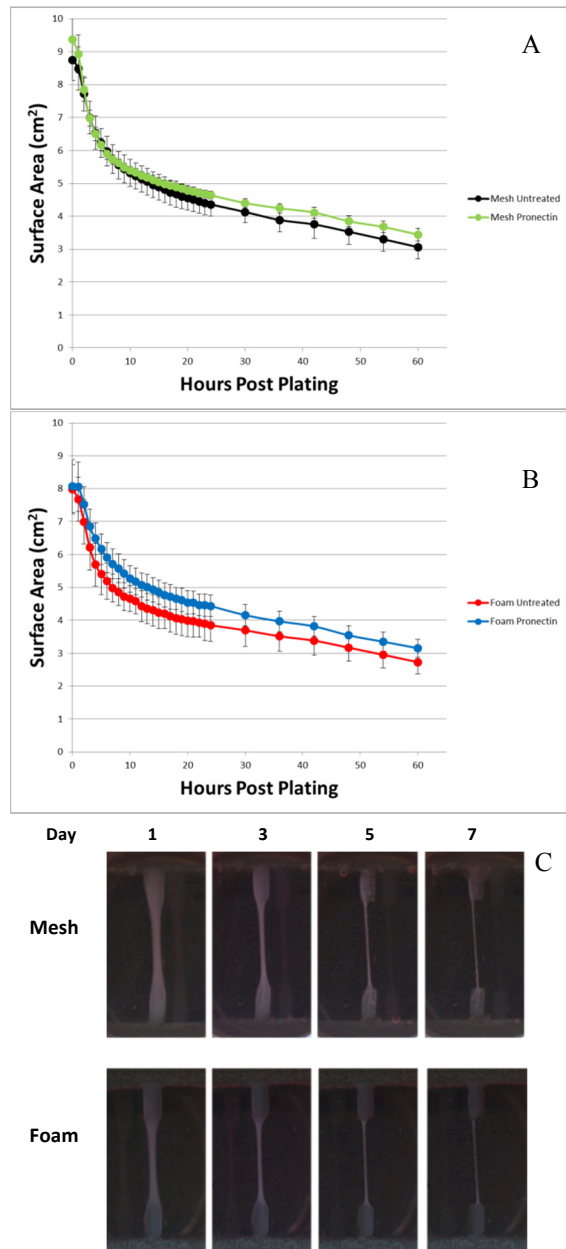 A
10
9
8
7
6
5
4
3
2
1
0
Surface Area (cm²)
Mesh Untreated
Mesh Pronectin
0 10 20 30 40 50 60
Hours Post Plating
B
10
9
8
7
6
5
4
3
2
1
0
Surface Area (cm²)
Foam Untreated
Foam Pronectin
0 10 20 30 40 50 60
Hours Post Plating
Day 1 3 5 7
C
Mesh
Foam